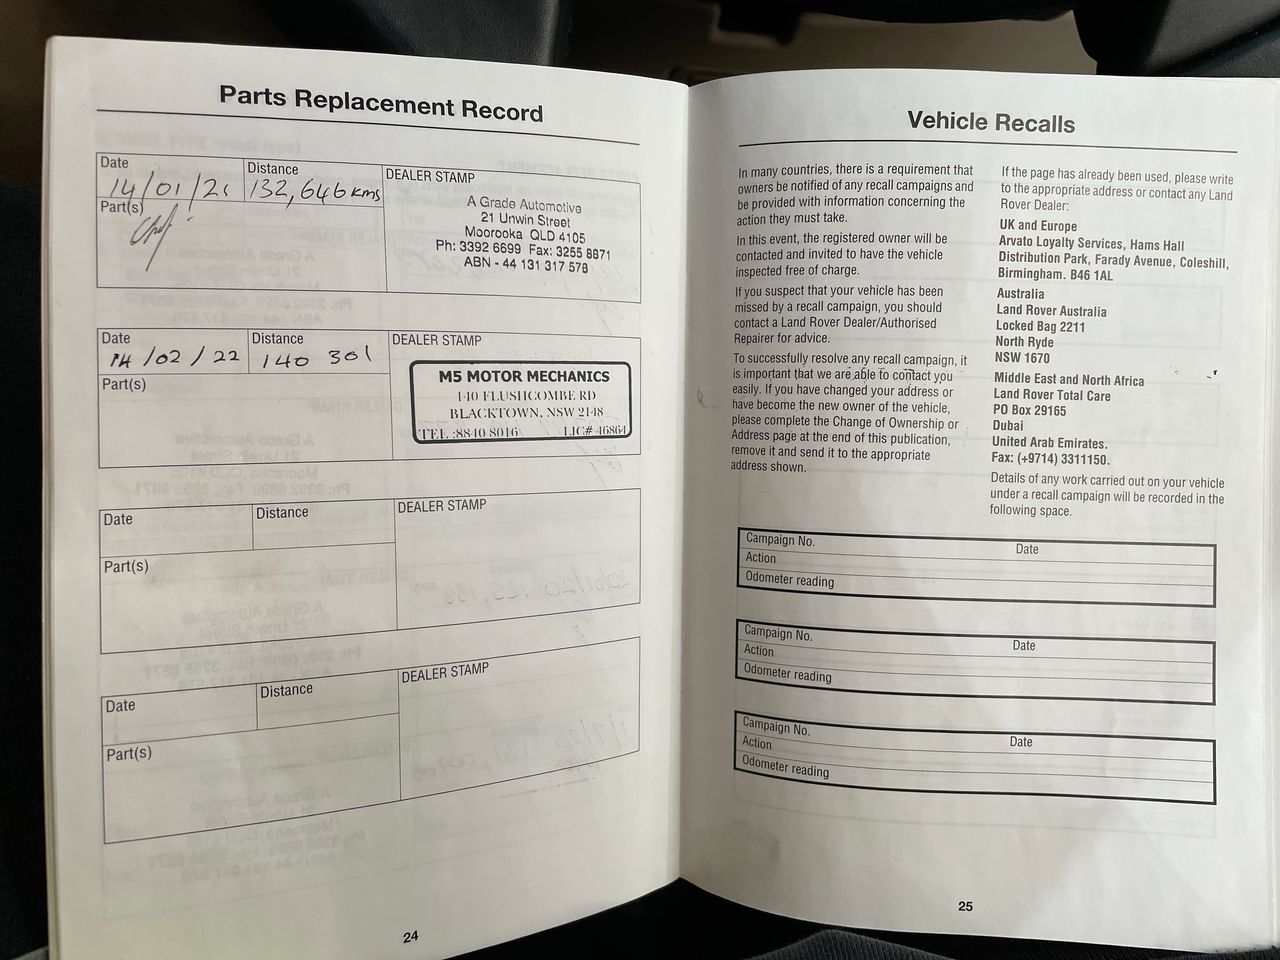 Parts Replacement Record
Date
14/01/21
Distance
132,646 kms
Part(s)
DEALER STAMP
A Grade Automotive
21 Unwin Street
Moorooka QLD 4105
Ph: 3392 6699 Fax: 3255 8871
ABN - 44 131 317 578
Date
14/02/22
Distance
140 301
Part(s)
DEALER STAMP
M5 MOTOR MECHANICS
140 FLUSHCOMBE RD
BLACKTOWN, NSW 2148
TEL :8840 8016 LIC# 46864
Date
Distance
Part(s)
DEALER STAMP
Date
Distance
Part(s)
DEALER STAMP
24
Vehicle Recalls
In many countries, there is a requirement that
owners be notified of any recall campaigns and
be provided with information concerning the
action they must take.
In this event, the registered owner will be
contacted and invited to have the vehicle
inspected free of charge.
If you suspect that your vehicle has been
missed by a recall campaign, you should
contact a Land Rover Dealer/Authorised
Repairer for advice.
To successfully resolve any recall campaign, it
is important that we are able to contact you
easily. If you have changed your address or
have become the new owner of the vehicle,
please complete the Change of Ownership or
Address page at the end of this publication,
remove it and send it to the appropriate
address shown.
If the page has already been used, please write
to the appropriate address or contact any Land
Rover Dealer:
UK and Europe
Arvato Loyalty Services, Hams Hall
Distribution Park, Farady Avenue, Coleshill,
Birmingham. B46 1AL
Australia
Land Rover Australia
Locked Bag 2211
North Ryde
NSW 1670
Middle East and North Africa
Land Rover Total Care
PO Box 29165
Dubai
United Arab Emirates.
Fax: (+9714) 3311150.
Details of any work carried out on your vehicle
under a recall campaign will be recorded in the
following space.
Campaign No. Date
Action
Odometer reading
Campaign No. Date
Action
Odometer reading
Campaign No. Date
Action
Odometer reading
25